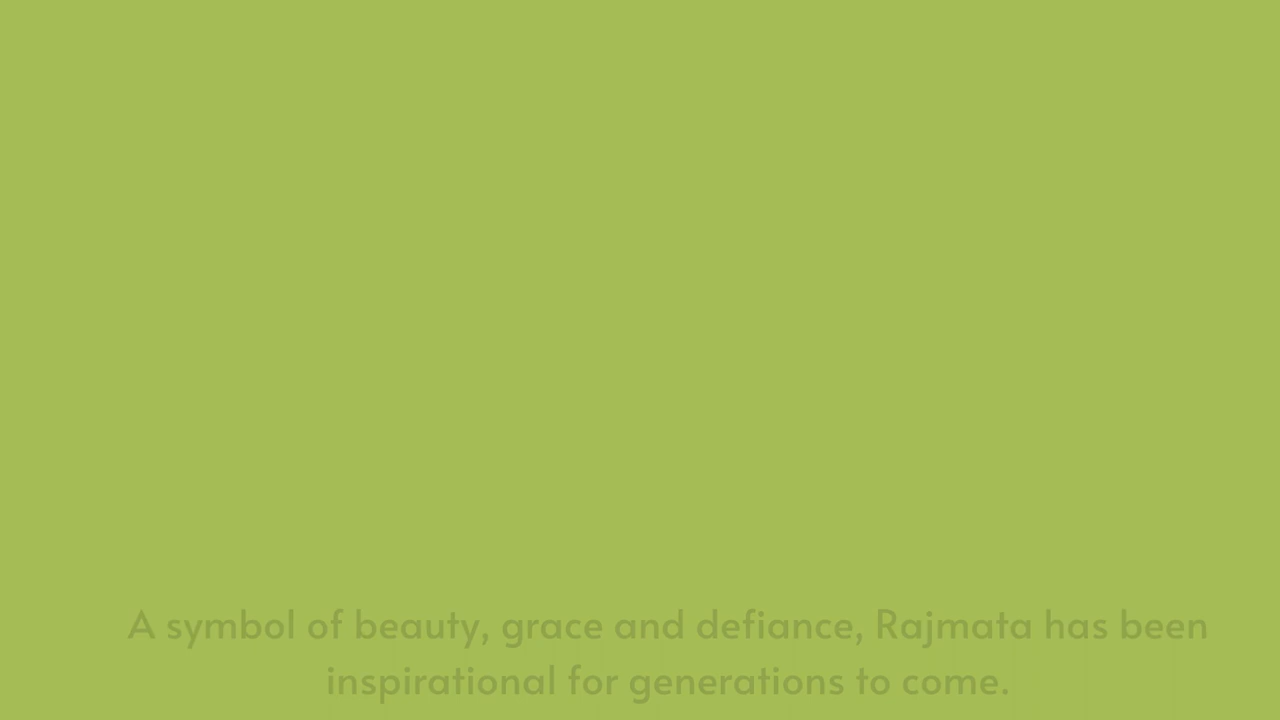 A symbol of beauty, grace and defiance, Rajmata has been
inspirational for generations to come.